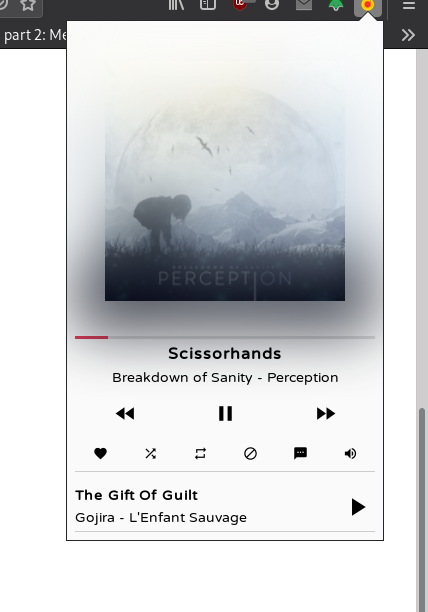 part 2: Me
PERCEPTION
Scissorhands
Breakdown of Sanity - Perception
The Gift Of Guilt
Gojira - L'Enfant Sauvage